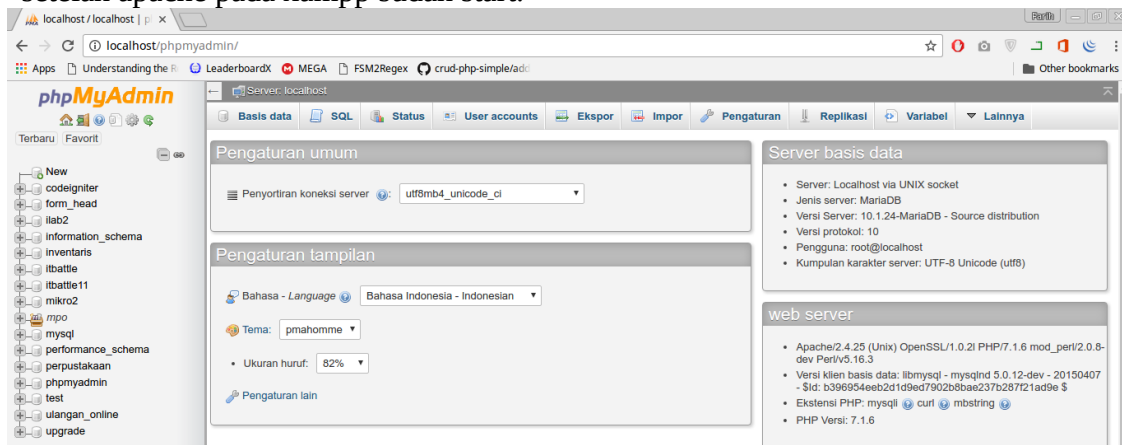 setelah apache pada xampp sudah start.
localhost / localhost | p
Parth
localhost/phpmyadmin/
Apps Understanding the R LeaderboardX MEGA FSM2Regex crud-php-simple/add Other bookmarks
phpMyAdmin
Terbaru Favorit
New
codeigniter
form_head
ilab2
information_schema
inventaris
itbattle
itbattle11
mikro2
mpo
mysql
performance_schema
perpustakaan
phpmyadmin
test
ulangan_online
upgrade
Server: localhost
Basis data SQL Status User accounts Ekspor Impor Pengaturan Replikasi Variabel Lainnya
Pengaturan umum
Penyortiran koneksi server : utf8mb4_unicode_ci
Pengaturan tampilan
Bahasa - Language Bahasa Indonesia - Indonesian
Tema: pmahomme
• Ukuran huruf: 82%
Pengaturan lain
Server basis data
• Server: Localhost via UNIX socket
• Jenis server: MariaDB
• Versi Server: 10.1.24-MariaDB - Source distribution
• Versi protokol: 10
• Pengguna: root@localhost
• Kumpulan karakter server: UTF-8 Unicode (utf8)
web server
• Apache/2.4.25 (Unix) OpenSSL/1.0.2l PHP/7.1.6 mod_perl/2.0.8-
dev Perl/v5.16.3
• Versi klien basis data: libmysql - mysqlnd 5.0.12-dev - 20150407
- $Id: b396954eeb2d1d9ed7902b8bae237b287f21ad9e $
• Ekstensi PHP: mysqli curl mbstring
• PHP Versi: 7.1.6